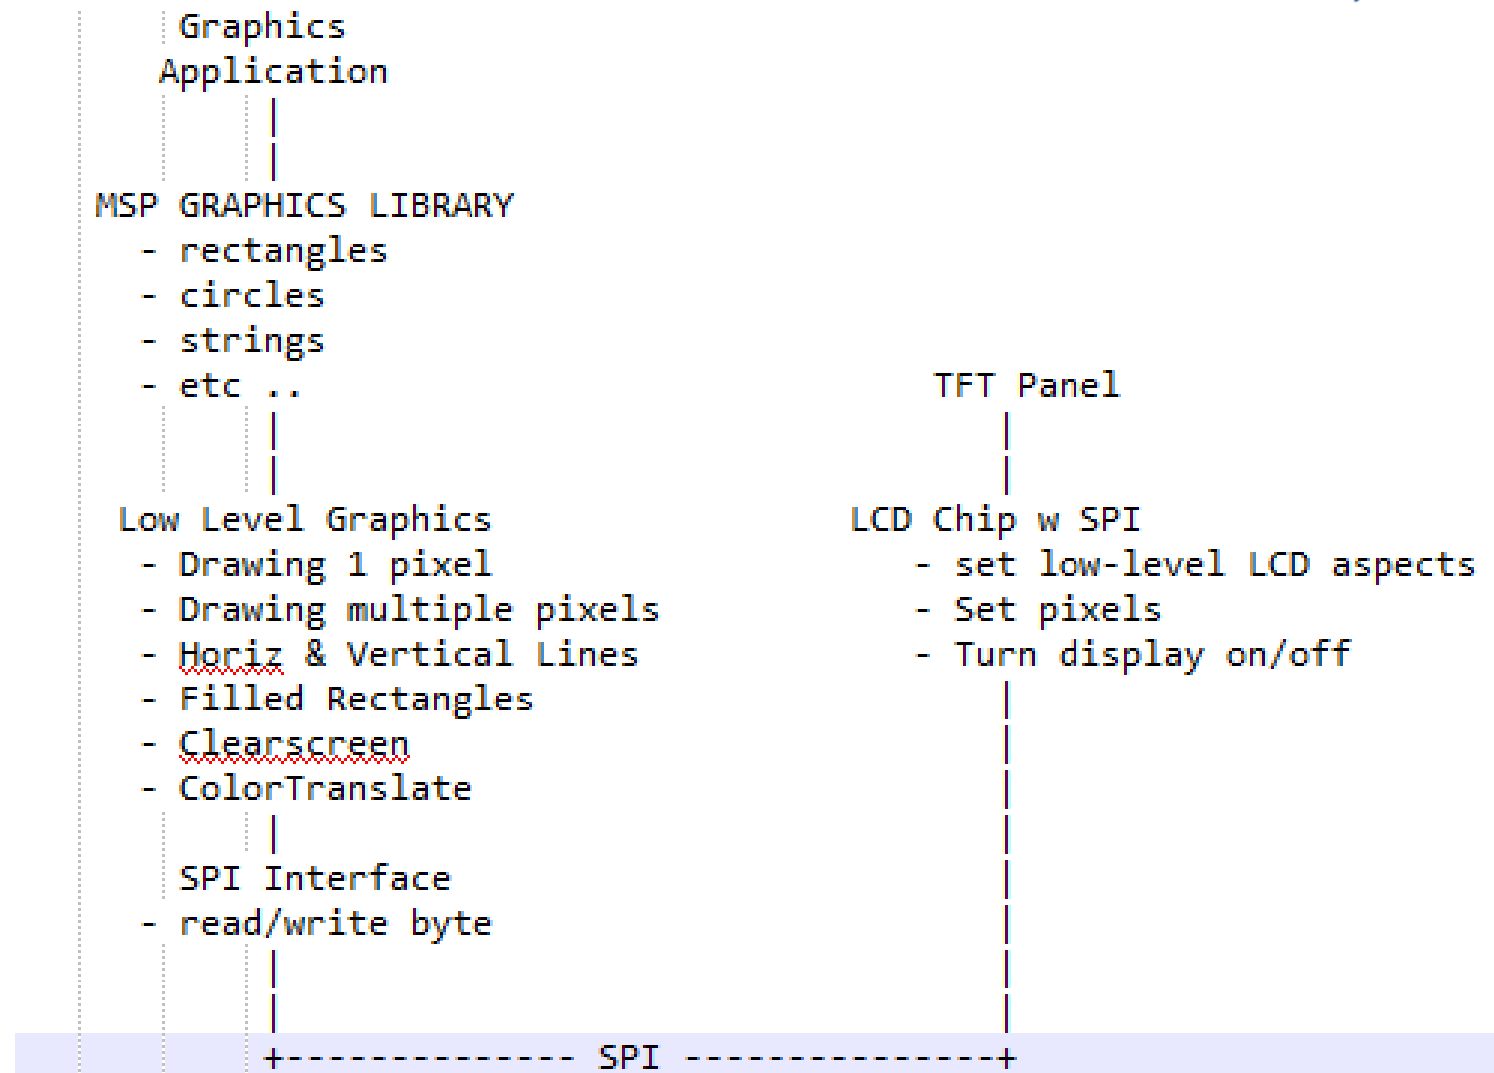 Graphics
Application
|
|
MSP GRAPHICS LIBRARY
- rectangles
- circles
- strings
- etc ..                              TFT Panel
|                                  |
|                                  |
Low Level Graphics                 LCD Chip w SPI
- Drawing 1 pixel                     - set low-level LCD aspects
- Drawing multiple pixels             - Set pixels
- Horiz & Vertical Lines              - Turn display on/off
- Filled Rectangles                       |
- Clearscreen                             |
- ColorTranslate                          |
|                                  |
SPI Interface                             |
- read/write byte                         |
|                                  |
|                                  |
+-------------- SPI ---------------+